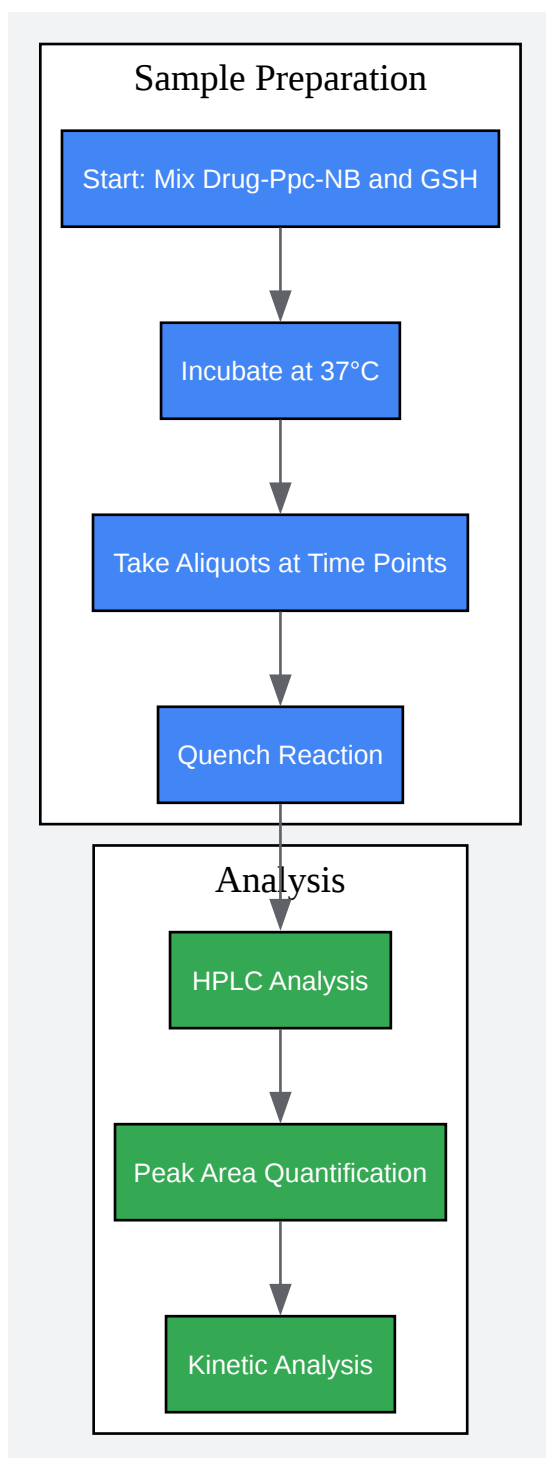 Sample Preparation
Start: Mix Drug-Ppc-NB and GSH
Incubate at 37°C
Take Aliquots at Time Points
Quench Reaction
Analysis
HPLC Analysis
Peak Area Quantification
Kinetic Analysis